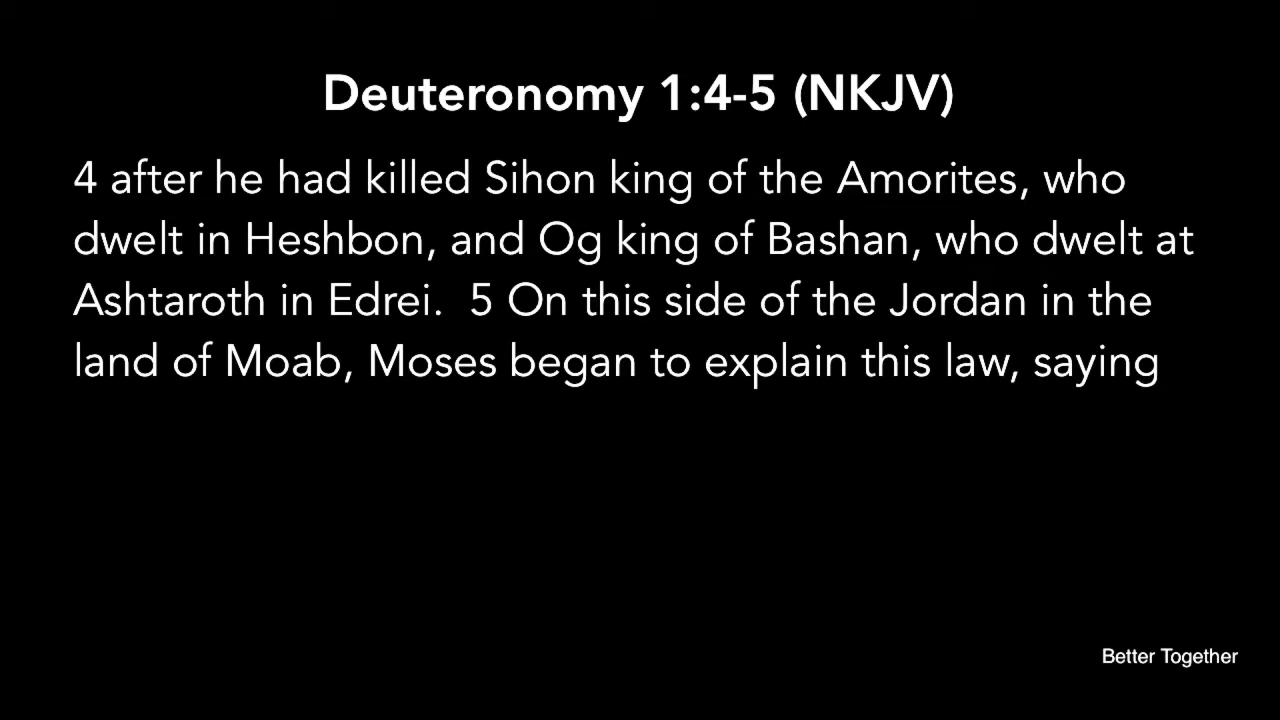 Deuteronomy 1:4-5 (NKJV)
4 after he had killed Sihon king of the Amorites, who
dwelt in Heshbon, and Og king of Bashan, who dwelt at
Ashtaroth in Edrei.  5 On this side of the Jordan in the
land of Moab, Moses began to explain this law, saying
Better Together